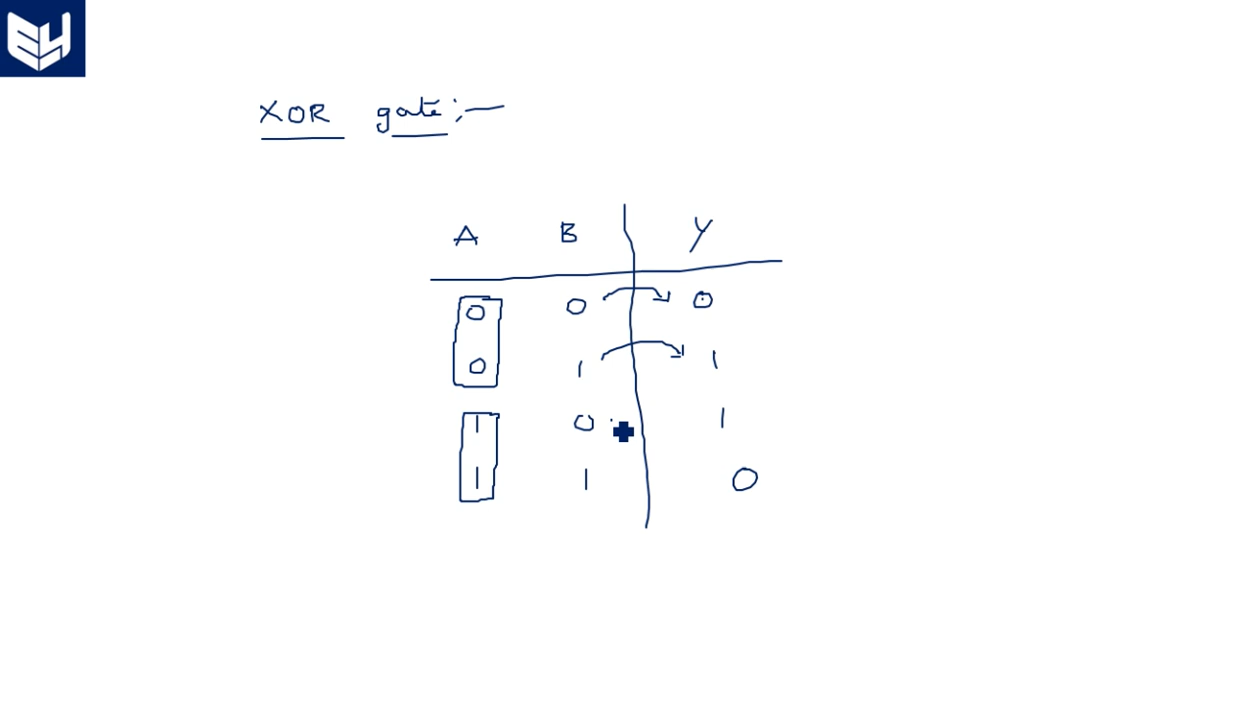 XOR gate :-
A B Y
0 0 0
0 1 1
1 0 1
1 1 0